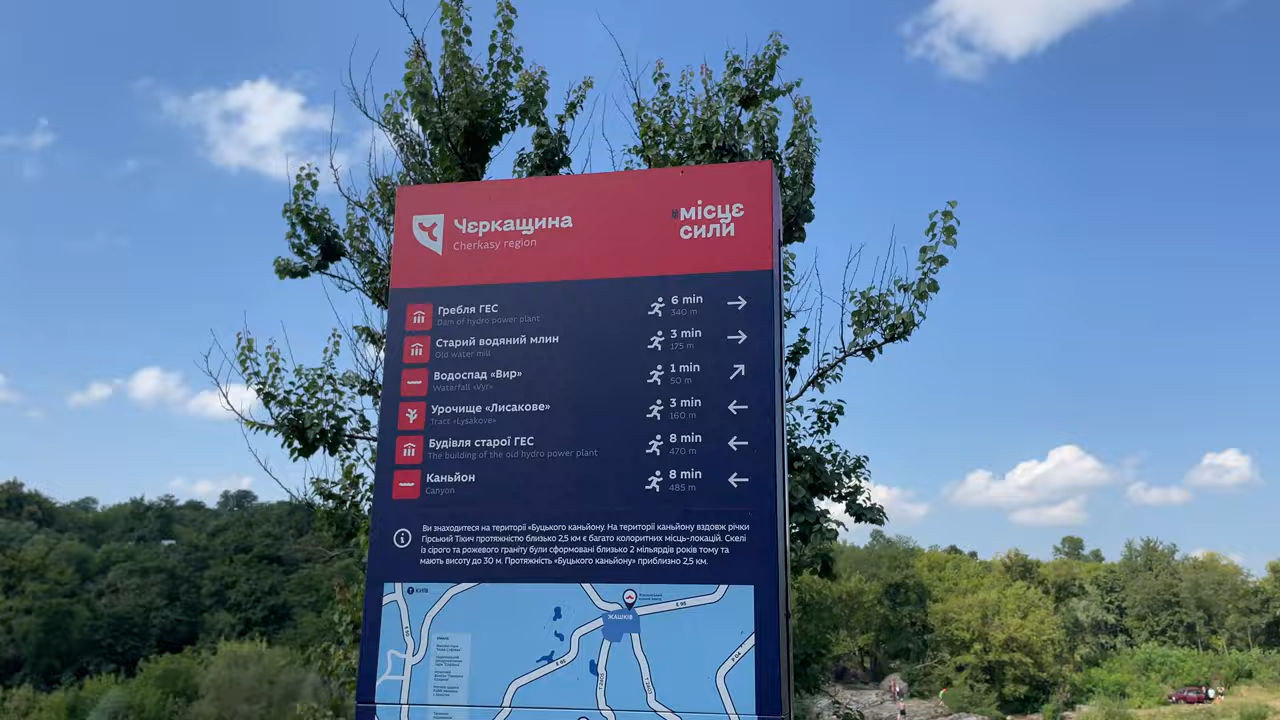 Черкащина
Cherkasy region
місце
сили
Гребля ГЕС
Dam of hydro power plant
6 min
340 m
Старий водяний млин
Old water mill
3 min
175 m
Водоспад «Вир»
Watarfall «Vyr»
1 min
50 m
Урочище «Лисакове»
Tract «Lysakove»
3 min
160 m
Будівля старої ГЕС
The building of the old hydro power plant
8 min
470 m
Каньйон
Canyon
8 min
485 m
Ви знаходитеся на території «Буцького каньйону. На території каньйону вздовж річки
Гірський Тікич протяжністю близько 2,5 км є багато колоритних місць-локацій. Скелі
із сірого та рожевого граніту були сформовані близько 2 мільярдів років тому та
мають висоту до 30 м. Протяжність «Буцького каньйону» приблизно 2,5 км.
КИЇВ
ЖАШКІВ
E 95
E 95